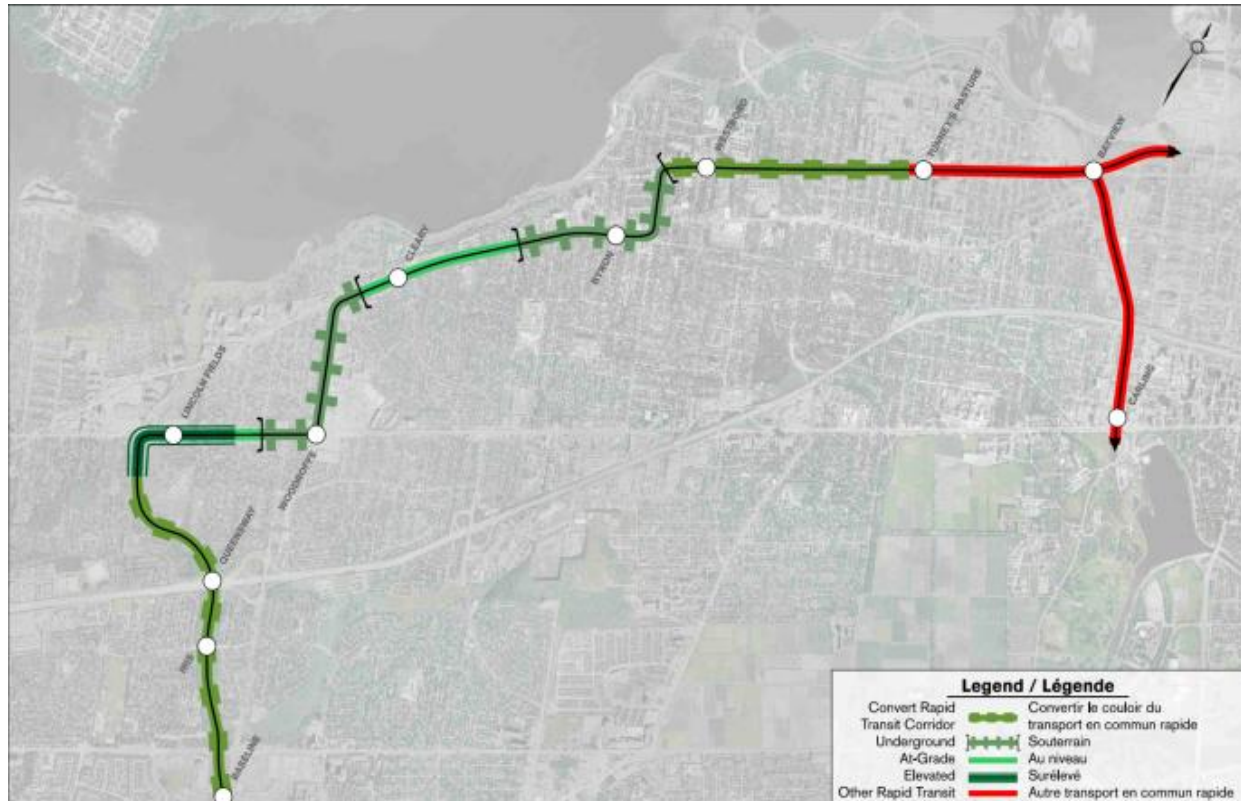 WESTBORO
TUNNEY'S PASTURE
BAYVIEW
CLEARY
BYRON
LINCOLN FIELDS
CARLING
WOODROFFE
QUEENSWAY
IRIS
BASELINE
Legend / Légende
Convert Rapid Transit Corridor
Convertir le couloir du transport en commun rapide
Underground
Souterrain
At-Grade
Au niveau
Elevated
Surélevé
Other Rapid Transit
Autre transport en commun rapide